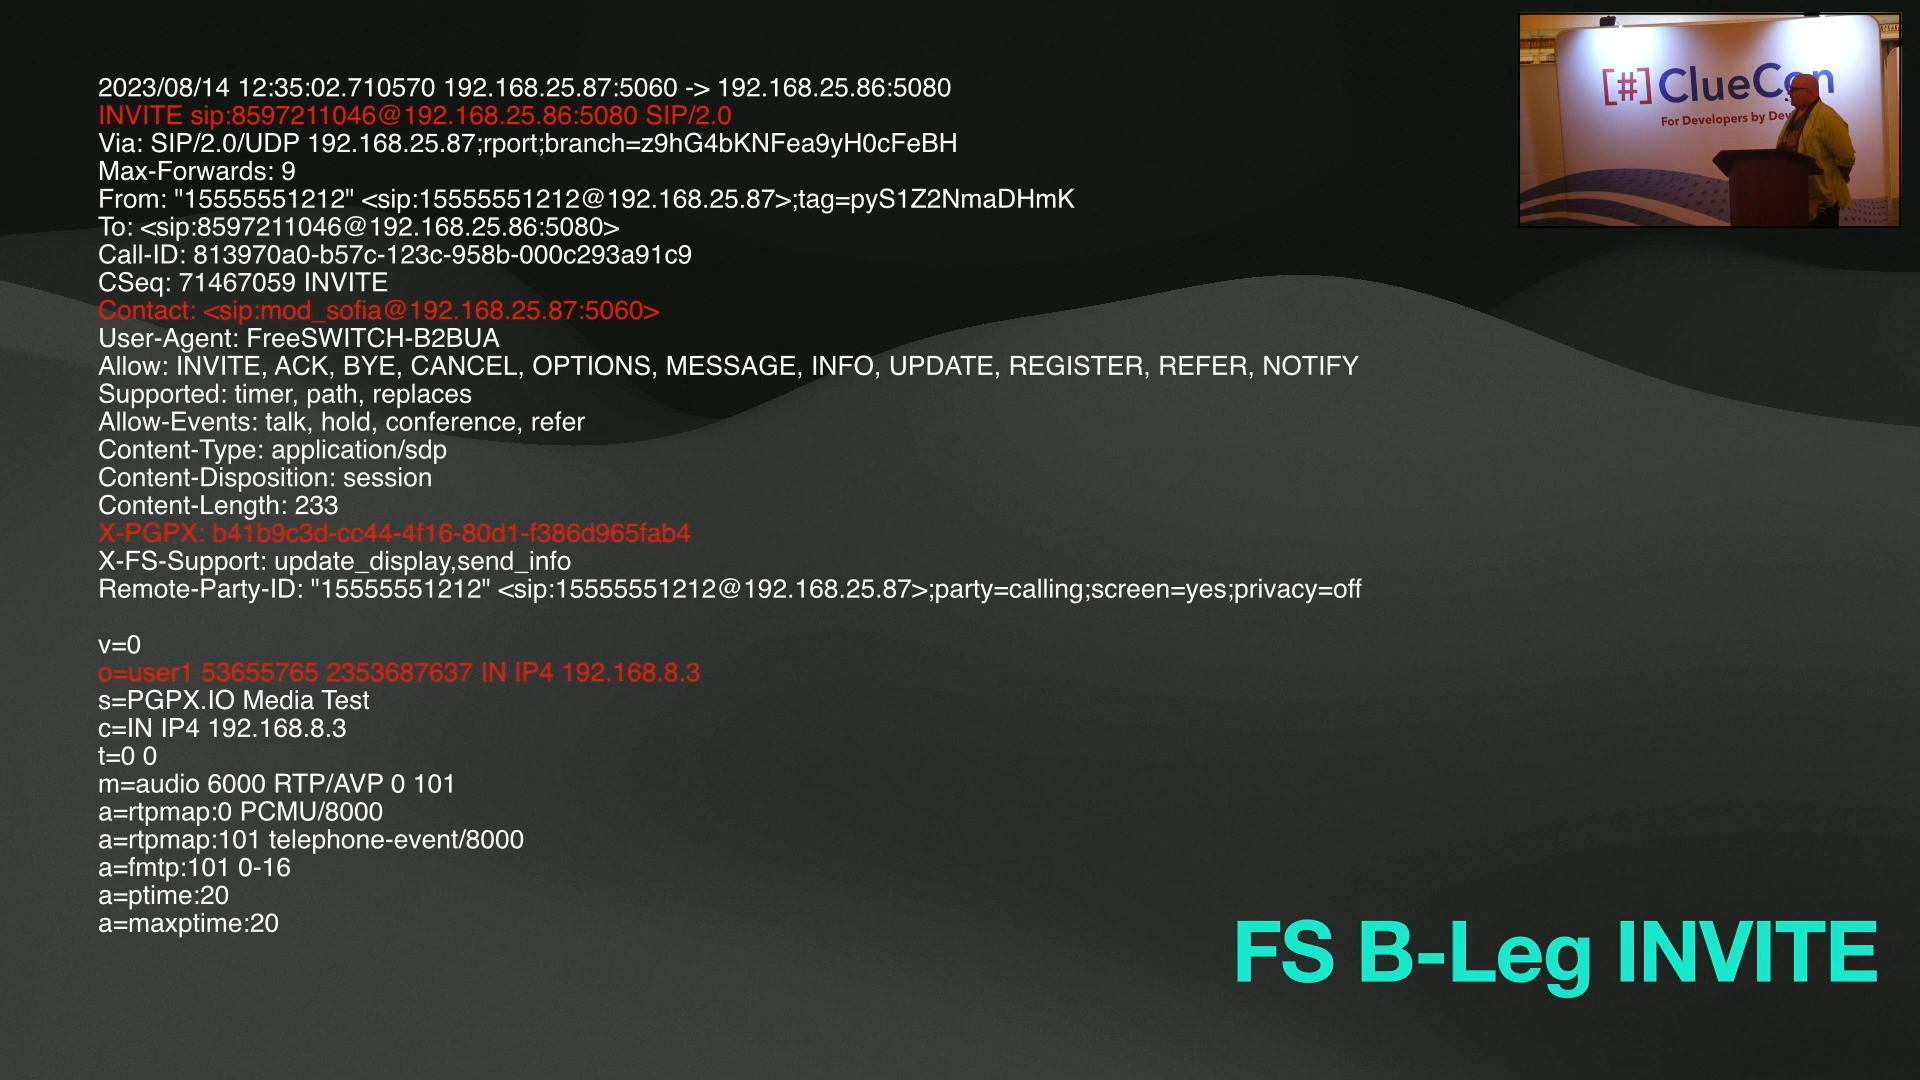 2023/08/14 12:35:02.710570 192.168.25.87:5060 -> 192.168.25.86:5080
INVITE sip:8597211046@192.168.25.86:5080 SIP/2.0
Via: SIP/2.0/UDP 192.168.25.87;rport;branch=z9hG4bKNFea9yH0cFeBH
Max-Forwards: 9
From: "15555551212" <sip:15555551212@192.168.25.87>;tag=pyS1Z2NmaDHmK
To: <sip:8597211046@192.168.25.86:5080>
Call-ID: 813970a0-b57c-123c-958b-000c293a91c9
CSeq: 71467059 INVITE
Contact: <sip:mod_sofia@192.168.25.87:5060>
User-Agent: FreeSWITCH-B2BUA
Allow: INVITE, ACK, BYE, CANCEL, OPTIONS, MESSAGE, INFO, UPDATE, REGISTER, REFER, NOTIFY
Supported: timer, path, replaces
Allow-Events: talk, hold, conference, refer
Content-Type: application/sdp
Content-Disposition: session
Content-Length: 233
X-PGPX: b41b9c3d-cc44-4f16-80d1-f386d965fab4
X-FS-Support: update_display,send_info
Remote-Party-ID: "15555551212" <sip:15555551212@192.168.25.87>;party=calling;screen=yes;privacy=off
v=0
o=user1 53655765 2353687637 IN IP4 192.168.8.3
s=PGPX.IO Media Test
c=IN IP4 192.168.8.3
t=0 0
m=audio 6000 RTP/AVP 0 101
a=rtpmap:0 PCMU/8000
a=rtpmap:101 telephone-event/8000
a=fmtp:101 0-16
a=ptime:20
a=maxptime:20
FS B-Leg INVITE
[#] ClueCon
For Developers by Dev